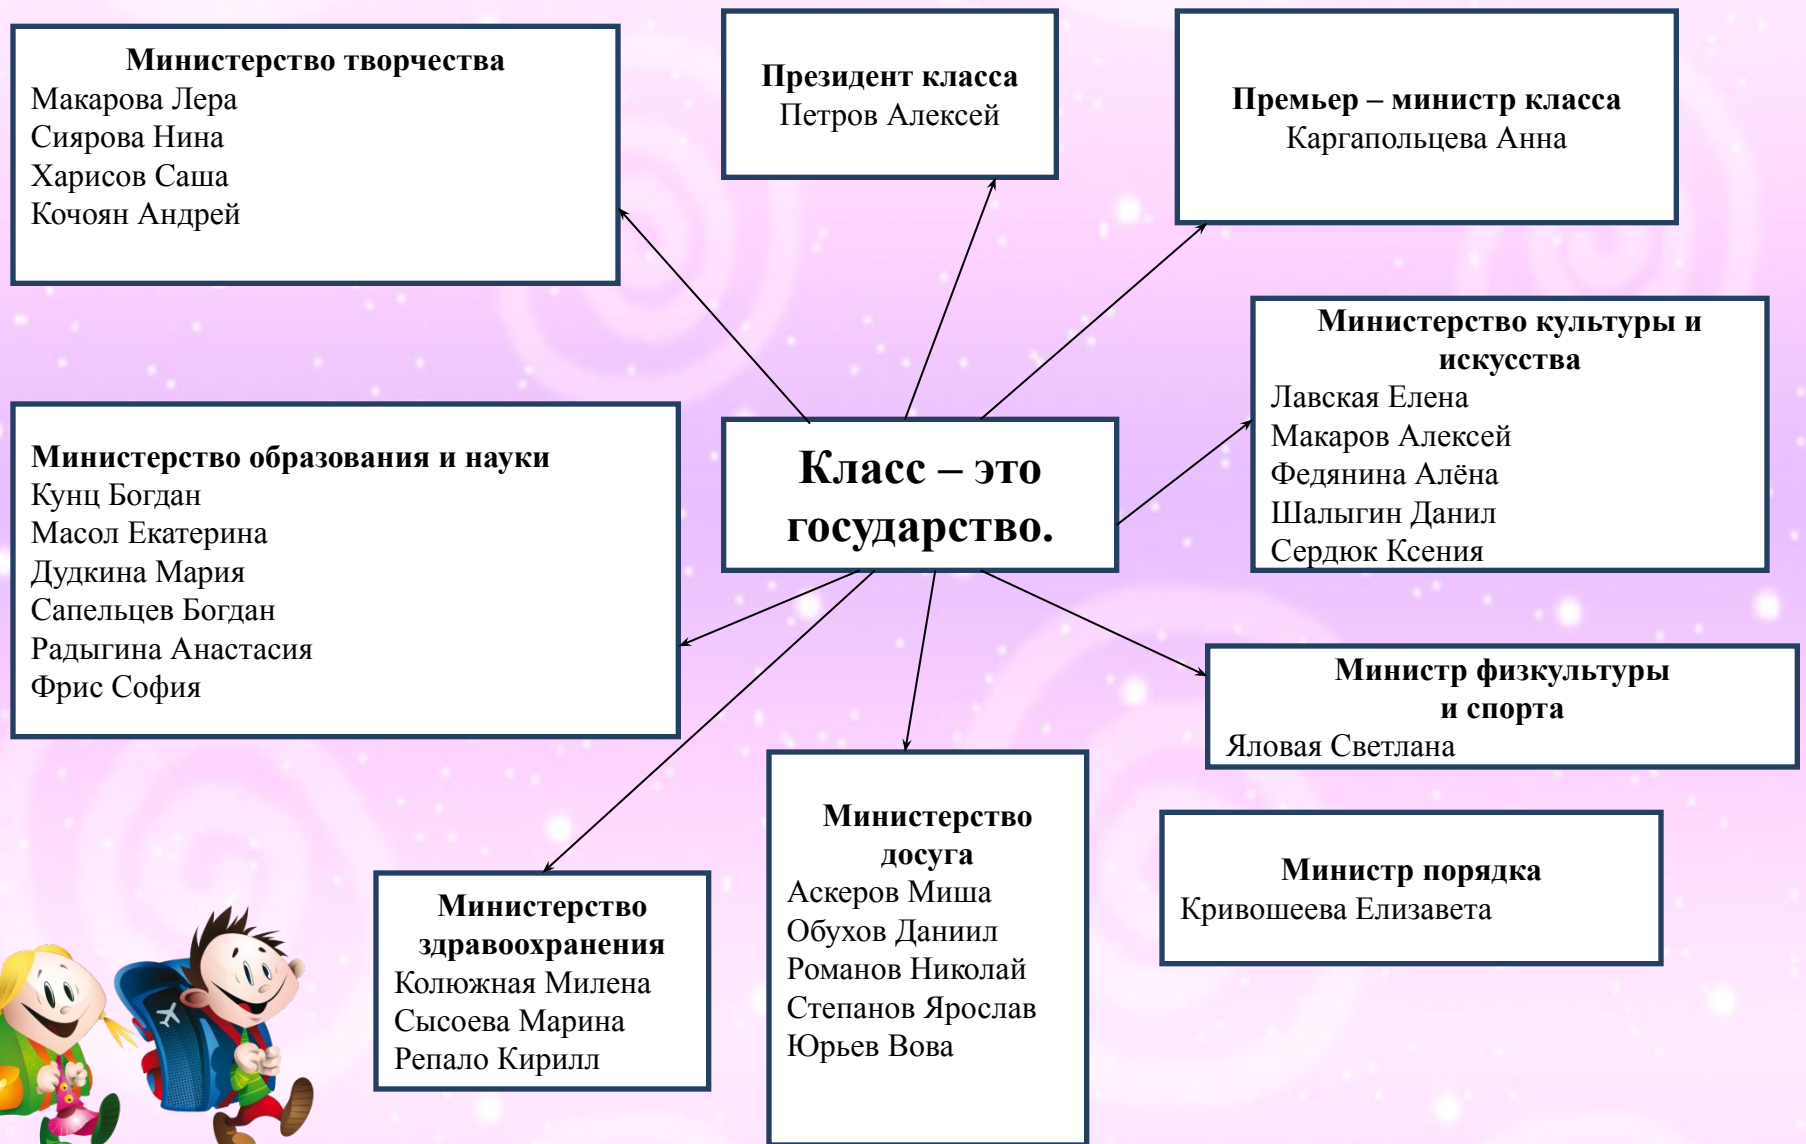 Министерство творчества
Макарова Лера
Сиярова Нина
Харисов Саша
Кочоян Андрей
Президент класса
Петров Алексей
Премьер – министр класса
Каргапольцева Анна
Министерство культуры и
искусства
Лавская Елена
Макаров Алексей
Федянина Алёна
Шалыгин Данил
Сердюк Ксения
Класс – это
государство.
Министерство образования и науки
Кунц Богдан
Масол Екатерина
Дудкина Мария
Сапельцев Богдан
Радыгина Анастасия
Фрис София
Министр физкультуры
и спорта
Яловая Светлана
Министерство
здравоохранения
Колюжная Милена
Сысоева Марина
Репало Кирилл
Министерство
досуга
Аскеров Миша
Обухов Даниил
Романов Николай
Степанов Ярослав
Юрьев Вова
Министр порядка
Кривошеева Елизавета